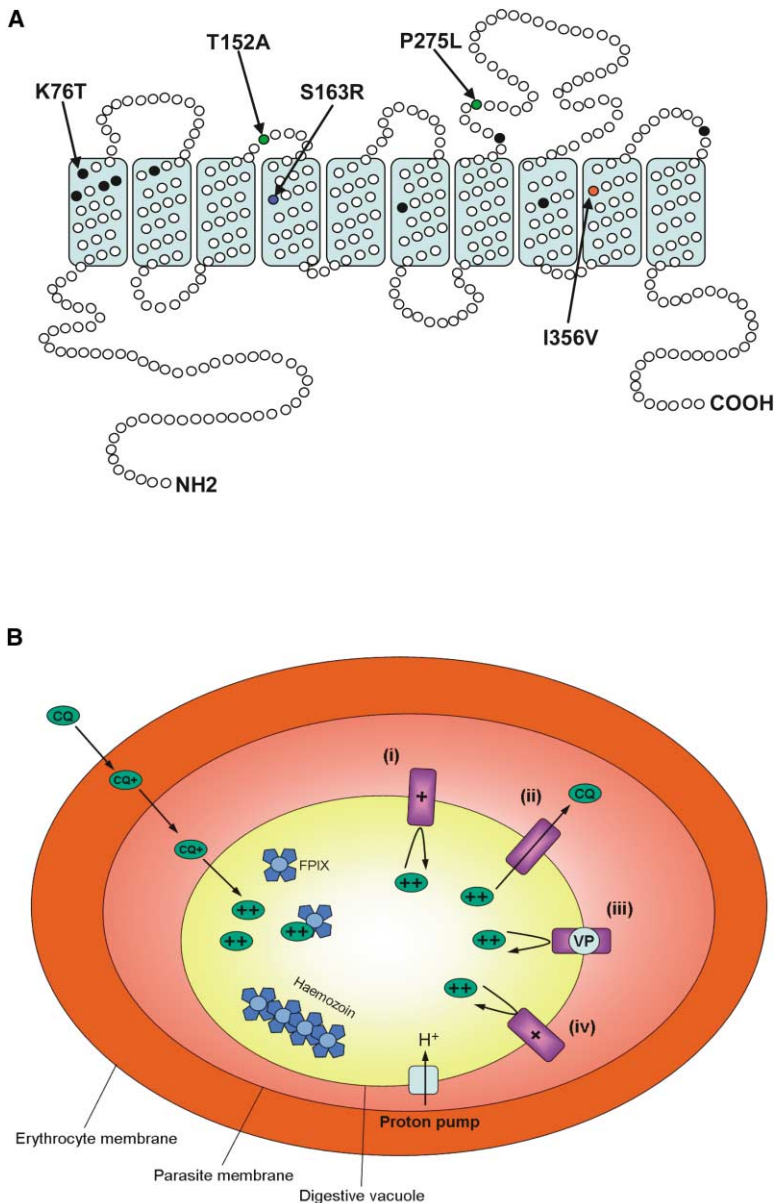 A
T152A
P275L
K76T
S163R
I356V
COOH
NH2
B
CQ
(i)
CQ+
+
(ii)
CQ
CQ+
FPIX
++
++
++
(iii)
++
++
++
VP
Haemozoin
++
+
(iv)
H+
Proton pump
Erythrocyte membrane
Parasite membrane
Digestive vacuole